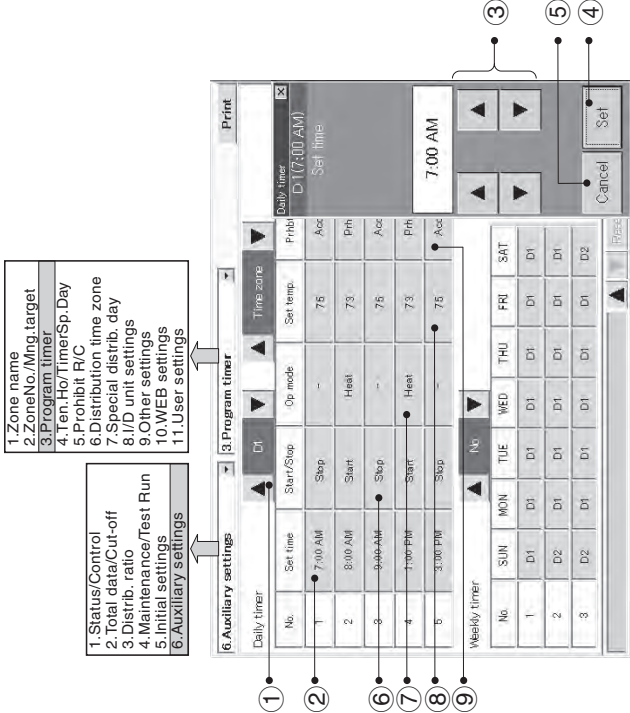 1.Status/Control
2.Total data/Cut-off
3.Distrib. ratio
4.Maintenance/Test Run
5.Initial settings
6.Auxiliary settings
1.Zone name
2.ZoneNo./Mng.target
3.Program timer
4.Ten.Ho/TimerSp.Day
5.Prohibit R/C
6.Distribution time zone
7.Special distrib. day
8.I/D unit settings
9.Other settings
10.WEB settings
11.User settings
6.Auxiliary settings 3.Program timer Print
Daily timer D1 Time zone
No. Set time Start/Stop Op mode Set temp. Prhbt
1 7:00 AM Stop - 75 Acc
2 8:00 AM Start Heat 73 Prh
3 9:00 AM Stop - 75 Acc
4 1:00 PM Start Heat 73 Prh
5 3:00 PM Stop - 75 Acc
Weekly timer No.
No. SUN MON TUE WED THU FRI SAT
1 D1 D1 D1 D1 D1 D1 D1
2 D2 D1 D1 D1 D1 D1 D1
3 D2 D1 D1 D1 D1 D1 D2
Daily timer
D1(7:00 AM)
Set time
7:00 AM
Cancel Set
①
②
⑥
⑦
⑧
⑨
③
⑤
④